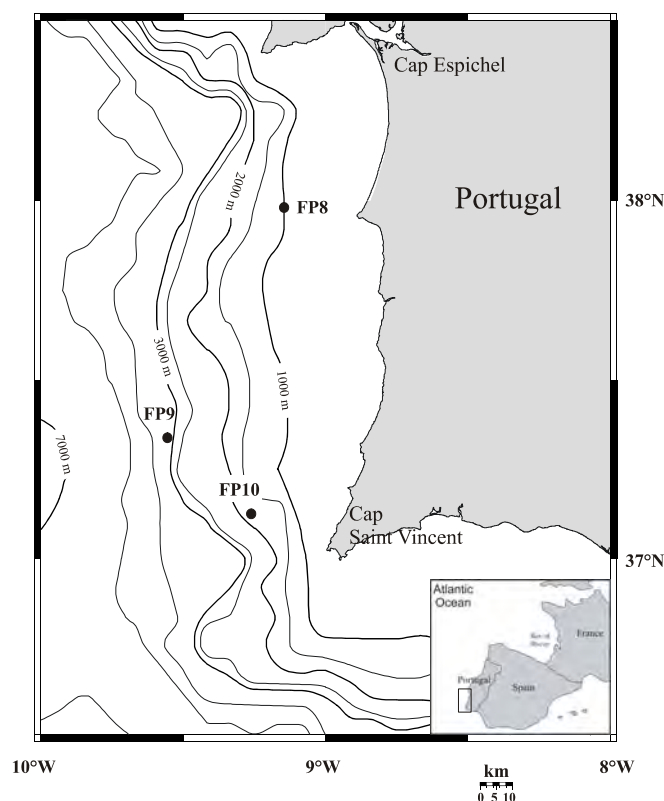 Cap Espichel
Portugal
38°N
2000 m
FP8
3000 m
1000 m
FP9
7000 m
FP10
Cap
Saint Vincent
37°N
Atlantic
Ocean
France
Bay of
Biscay
Portugal
Spain
10°W
9°W
8°W
km
0 5 10